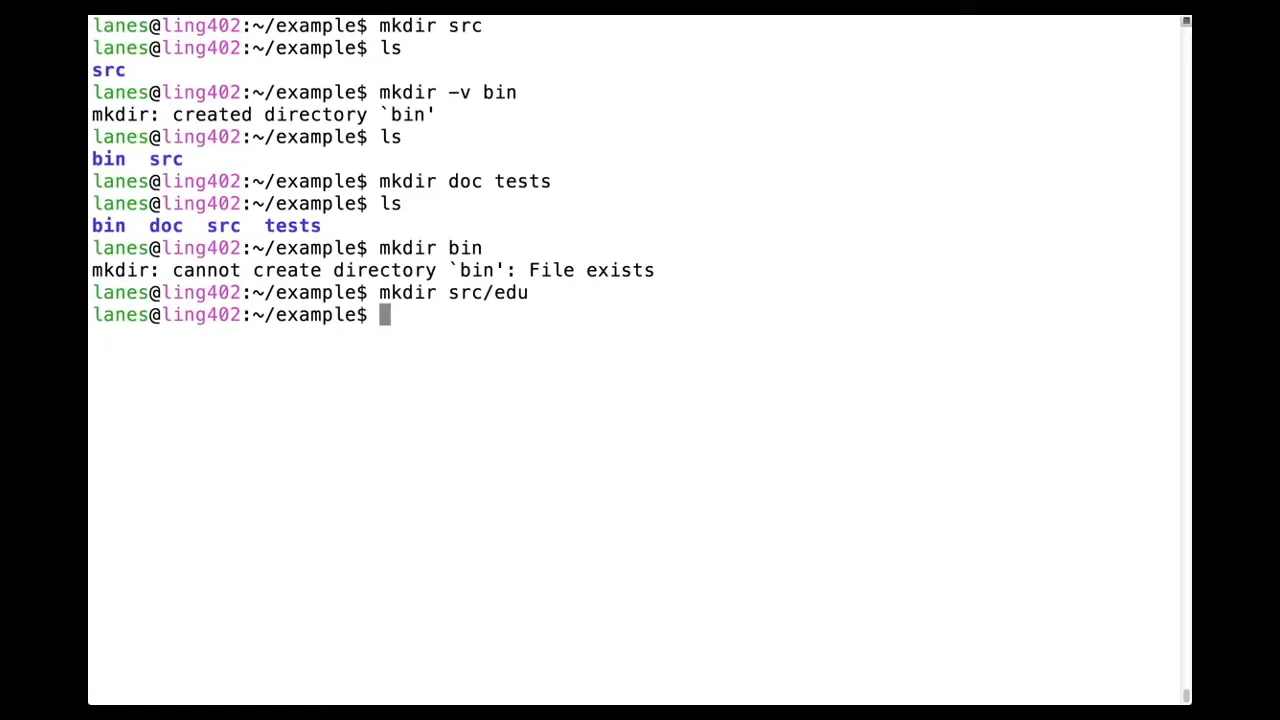 lanes@ling402:~/example$ mkdir src
lanes@ling402:~/example$ ls
src
lanes@ling402:~/example$ mkdir -v bin
mkdir: created directory `bin'
lanes@ling402:~/example$ ls
bin  src
lanes@ling402:~/example$ mkdir doc tests
lanes@ling402:~/example$ ls
bin  doc  src  tests
lanes@ling402:~/example$ mkdir bin
mkdir: cannot create directory `bin': File exists
lanes@ling402:~/example$ mkdir src/edu
lanes@ling402:~/example$